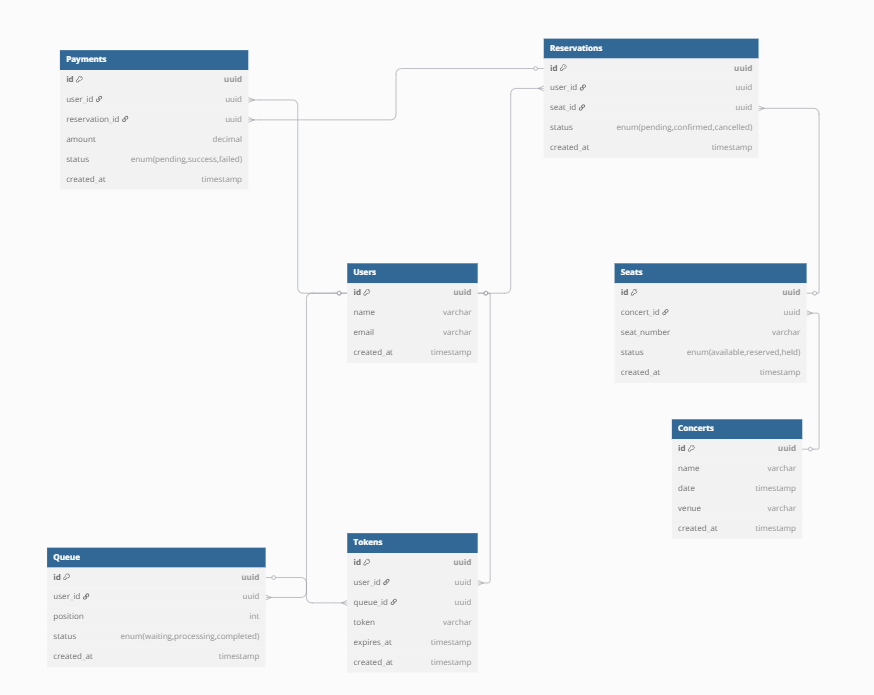 Payments
id uuid
user_id uuid
reservation_id uuid
amount decimal
status enum(pending,success,failed)
created_at timestamp
Reservations
id uuid
user_id uuid
seat_id uuid
status enum(pending,confirmed,cancelled)
created_at timestamp
Users
id uuid
name varchar
email varchar
created_at timestamp
Seats
id uuid
concert_id uuid
seat_number varchar
status enum(available,reserved,held)
created_at timestamp
Concerts
id uuid
name varchar
date timestamp
venue varchar
created_at timestamp
Queue
id uuid
user_id uuid
position int
status enum(waiting,processing,completed)
created_at timestamp
Tokens
id uuid
user_id uuid
queue_id uuid
token varchar
expires_at timestamp
created_at timestamp